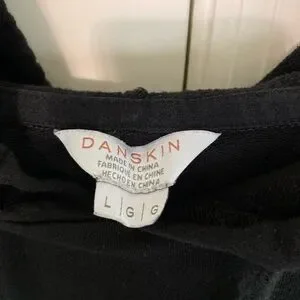 DANSKIN
MADE IN CHINA
FABRIQUÉ EN CHINE
HECHO EN CHINA
L | G | G